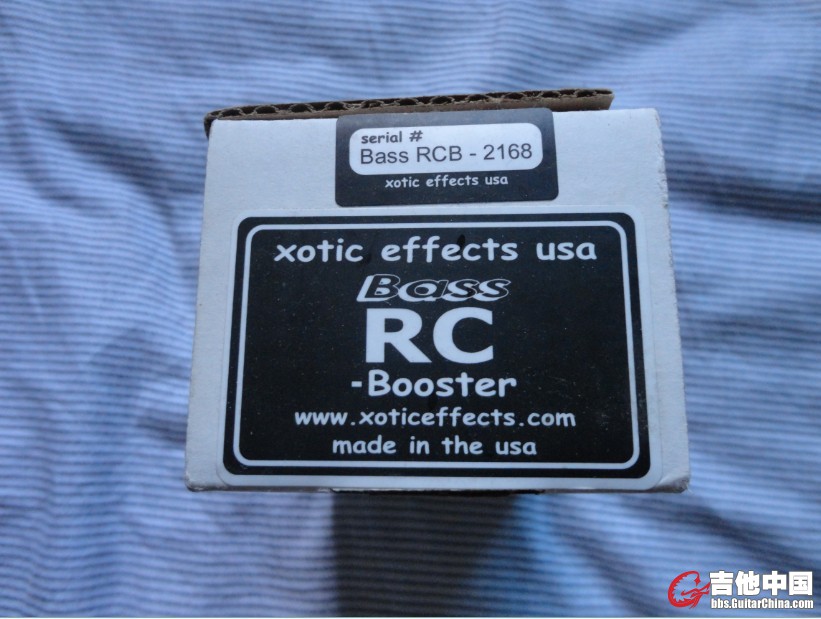 serial #
Bass RCB - 2168
xotic effects usa
xotic effects usa
Bass
RC
-Booster
www.xoticeffects.com
made in the usa
吉他中国
bbs.GuitarChina.com